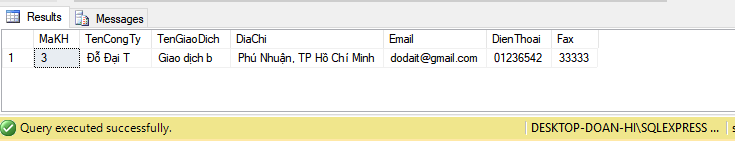 Results Messages
MaKH TenCongTy TenGiaoDich DiaChi Email DienThoai Fax
1 3 Đỗ Đại T Giao dịch b Phú Nhuận, TP Hồ Chí Minh dodait@gmail.com 01236542 33333
Query executed successfully. DESKTOP-DOAN-HI\SQLEXPRESS ... s